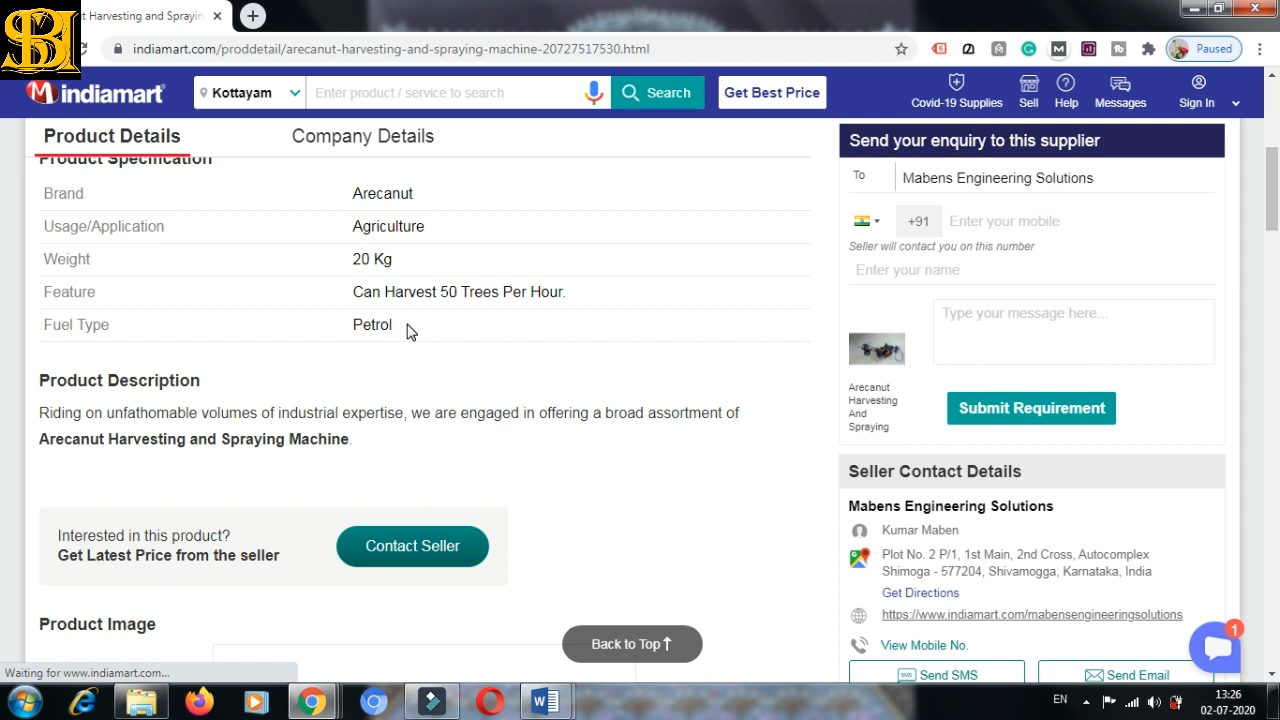 t Harvesting and Sprayin
SBI
indiamart.com/proddetail/arecanut-harvesting-and-spraying-machine-20727517530.html
Paused
indiamart
Kottayam
Enter product / service to search
Search
Get Best Price
Covid-19 Supplies
Sell
Help
Messages
Sign In
Product Details
Company Details
Product Specification
Brand Arecanut
Usage/Application Agriculture
Weight 20 Kg
Feature Can Harvest 50 Trees Per Hour.
Fuel Type Petrol
Product Description
Riding on unfathomable volumes of industrial expertise, we are engaged in offering a broad assortment of
Arecanut Harvesting and Spraying Machine.
Interested in this product?
Get Latest Price from the seller
Contact Seller
Product Image
Back to Top
Send your enquiry to this supplier
To Mabens Engineering Solutions
+91 Enter your mobile
Seller will contact you on this number
Enter your name
Type your message here...
Arecanut
Harvesting
And
Spraying
Submit Requirement
Seller Contact Details
Mabens Engineering Solutions
Kumar Maben
Plot No. 2 P/1, 1st Main, 2nd Cross, Autocomplex
Shimoga - 577204, Shivamogga, Karnataka, India
Get Directions
https://www.indiamart.com/mabensengineeringsolutions
View Mobile No.
SMS Send SMS
Send Email
1
Waiting for www.indiamart.com...
EN
13:26
02-07-2020